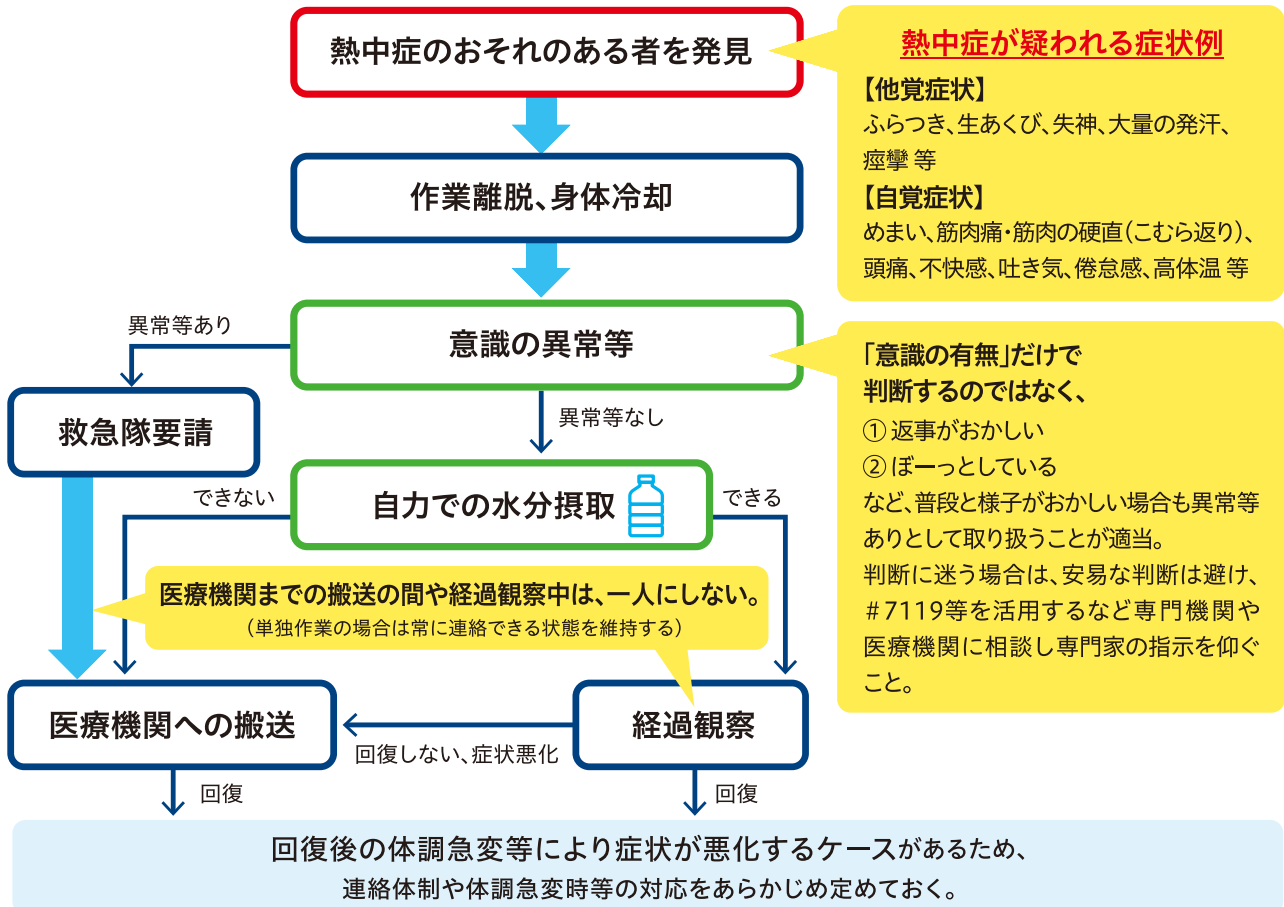 熱中症のおそれのある者を発見
熱中症が疑われる症状例
【他覚症状】
ふらつき、生あくび、失神、大量の発汗、
痙攣 等
【自覚症状】
めまい、筋肉痛・筋肉の硬直（こむら返り）、
頭痛、不快感、吐き気、倦怠感、高体温 等
作業離脱、身体冷却
意識の異常等
異常等あり
異常等なし
「意識の有無」だけで
判断するのではなく、
① 返事がおかしい
② ぼーっとしている
など、普段と様子がおかしい場合も異常等
ありとして取り扱うことが適当。
判断に迷う場合は、安易な判断は避け、
＃7119等を活用するなど専門機関や
医療機関に相談し専門家の指示を仰ぐ
こと。
救急隊要請
自力での水分摂取
できない
できる
医療機関までの搬送の間や経過観察中は、一人にしない。
（単独作業の場合は常に連絡できる状態を維持する）
医療機関への搬送
経過観察
回復しない、症状悪化
回復
回復
回復後の体調急変等により症状が悪化するケースがあるため、
連絡体制や体調急変時等の対応をあらかじめ定めておく。